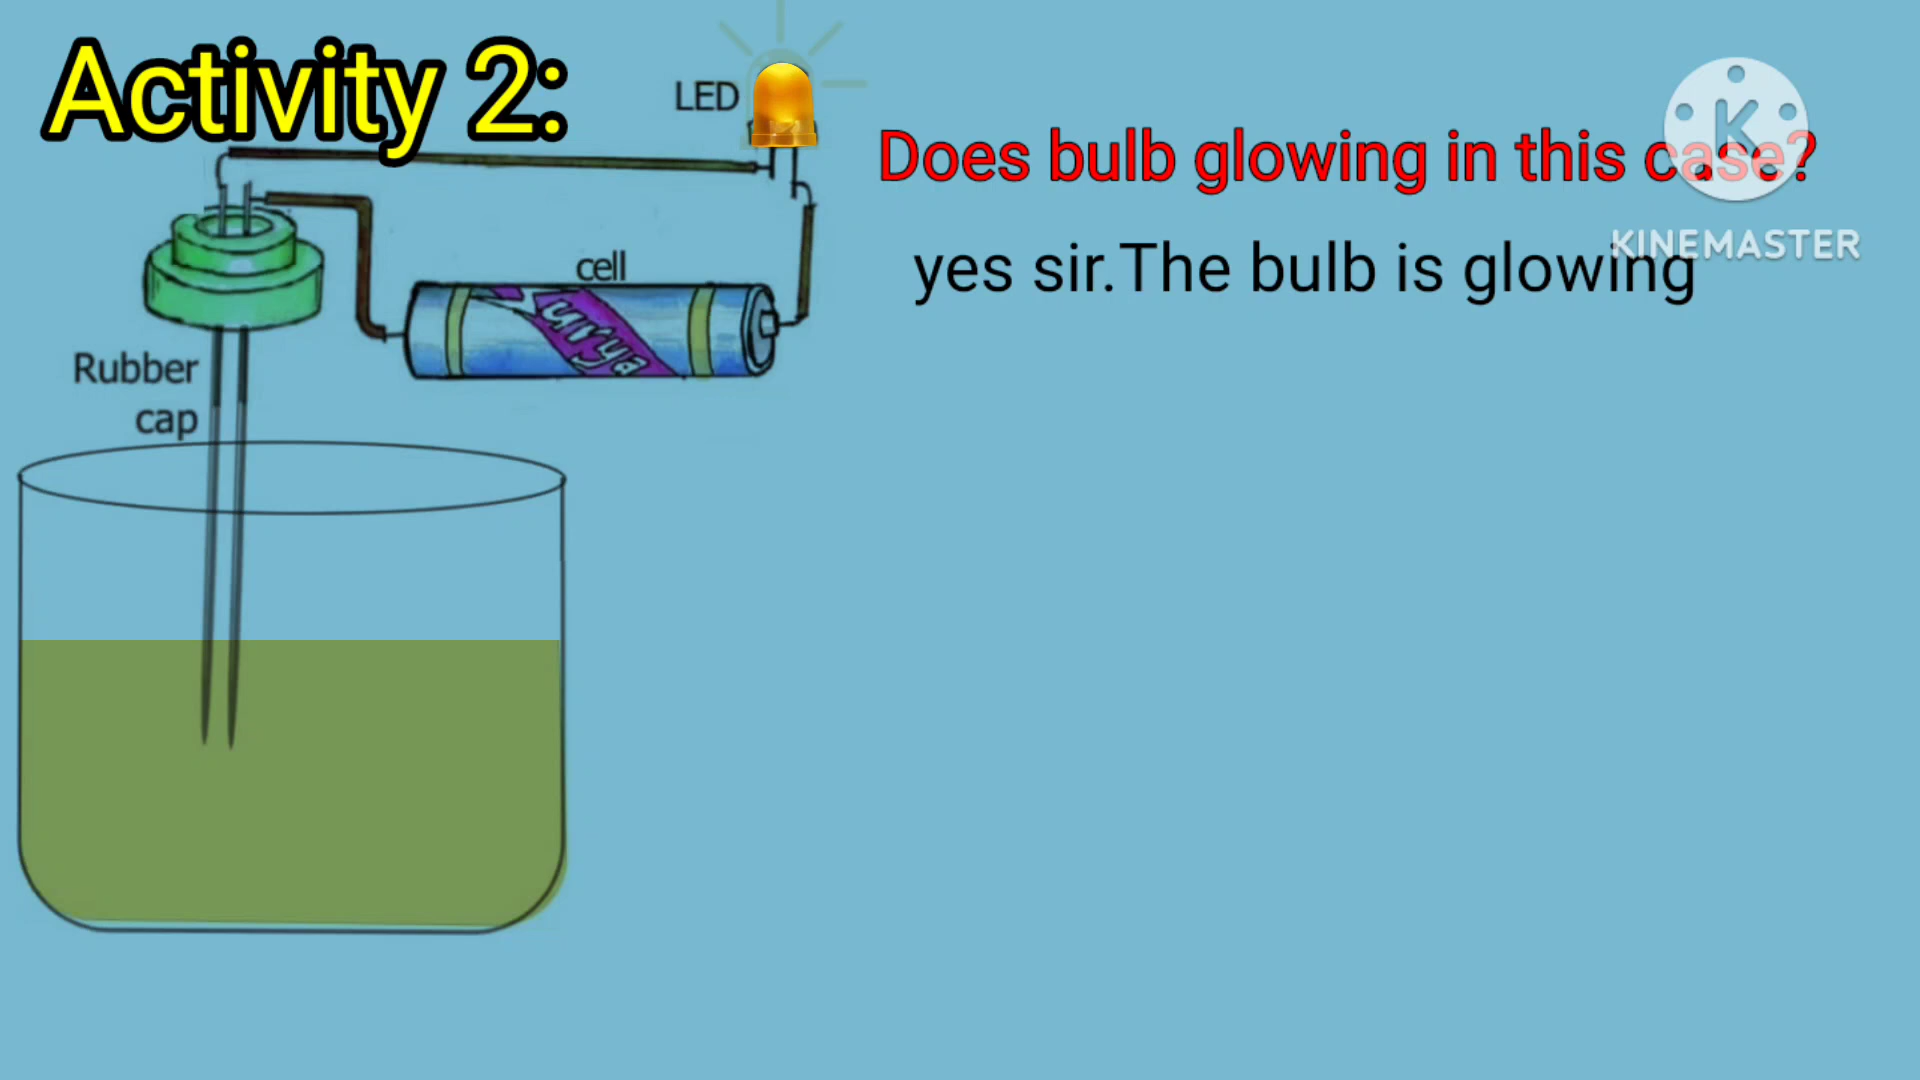 Activity 2:
LED
Does bulb glowing in this case?
K
KINEMASTER
yes sir.The bulb is glowing
cell
Surya
Rubber
cap